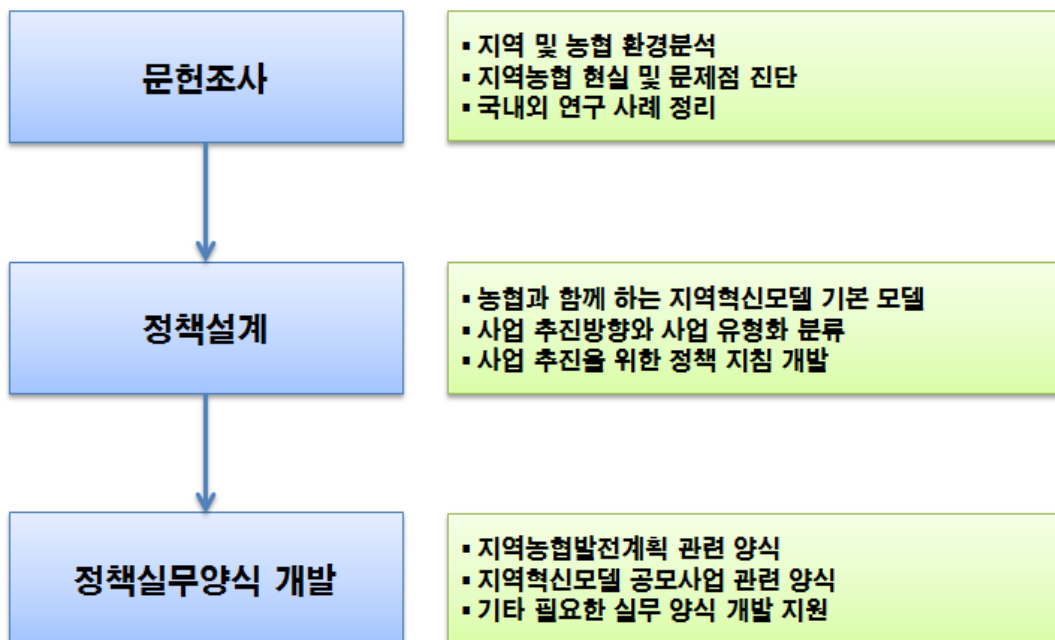 문헌조사
▪ 지역 및 농협 환경분석
▪ 지역농협 현실 및 문제점 진단
▪ 국내외 연구 사례 정리
정책설계
▪ 농협과 함께 하는 지역혁신모델 기본 모델
▪ 사업 추진방향와 사업 유형화 분류
▪ 사업 추진을 위한 정책 지침 개발
정책실무양식 개발
▪ 지역농협발전계획 관련 양식
▪ 지역혁신모델 공모사업 관련 양식
▪ 기타 필요한 실무 양식 개발 지원